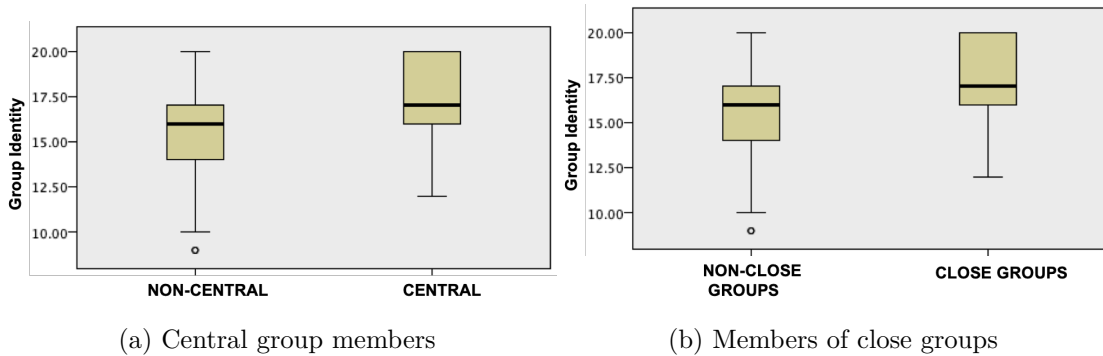 20.00
17.50
15.00
12.50
10.00
Group Identity
NON-CENTRAL
CENTRAL
(a) Central group members
20.00
17.50
15.00
12.50
10.00
Group Identity
NON-CLOSE
GROUPS
CLOSE GROUPS
(b) Members of close groups